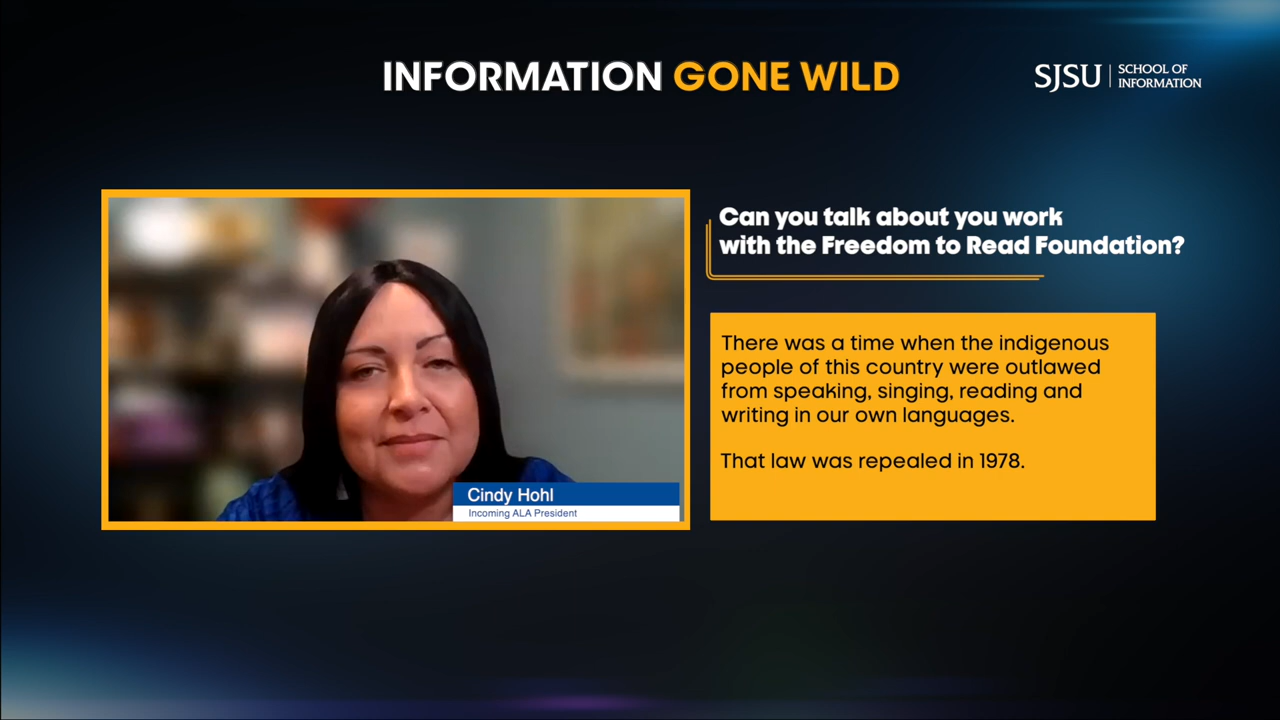 INFORMATION GONE WILD
SJSU SCHOOL OF
INFORMATION
Can you talk about you work
with the Freedom to Read Foundation?
There was a time when the indigenous
people of this country were outlawed
from speaking, singing, reading and
writing in our own languages.
That law was repealed in 1978.
Cindy Hohl
Incoming ALA President